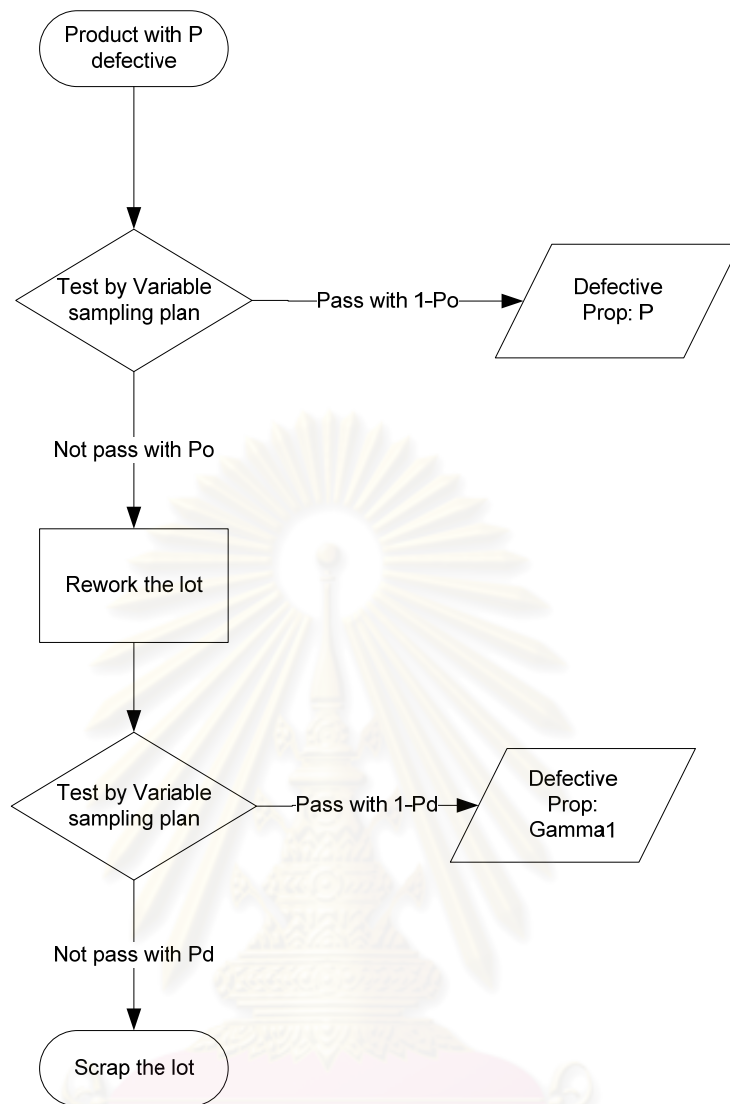 Product with P
defective
Test by Variable
sampling plan
Pass with 1-Po
Defective
Prop: P
Not pass with Po
Rework the lot
Test by Variable
sampling plan
Pass with 1-Pd
Defective
Prop:
Gamma1
Not pass with Pd
Scrap the lot